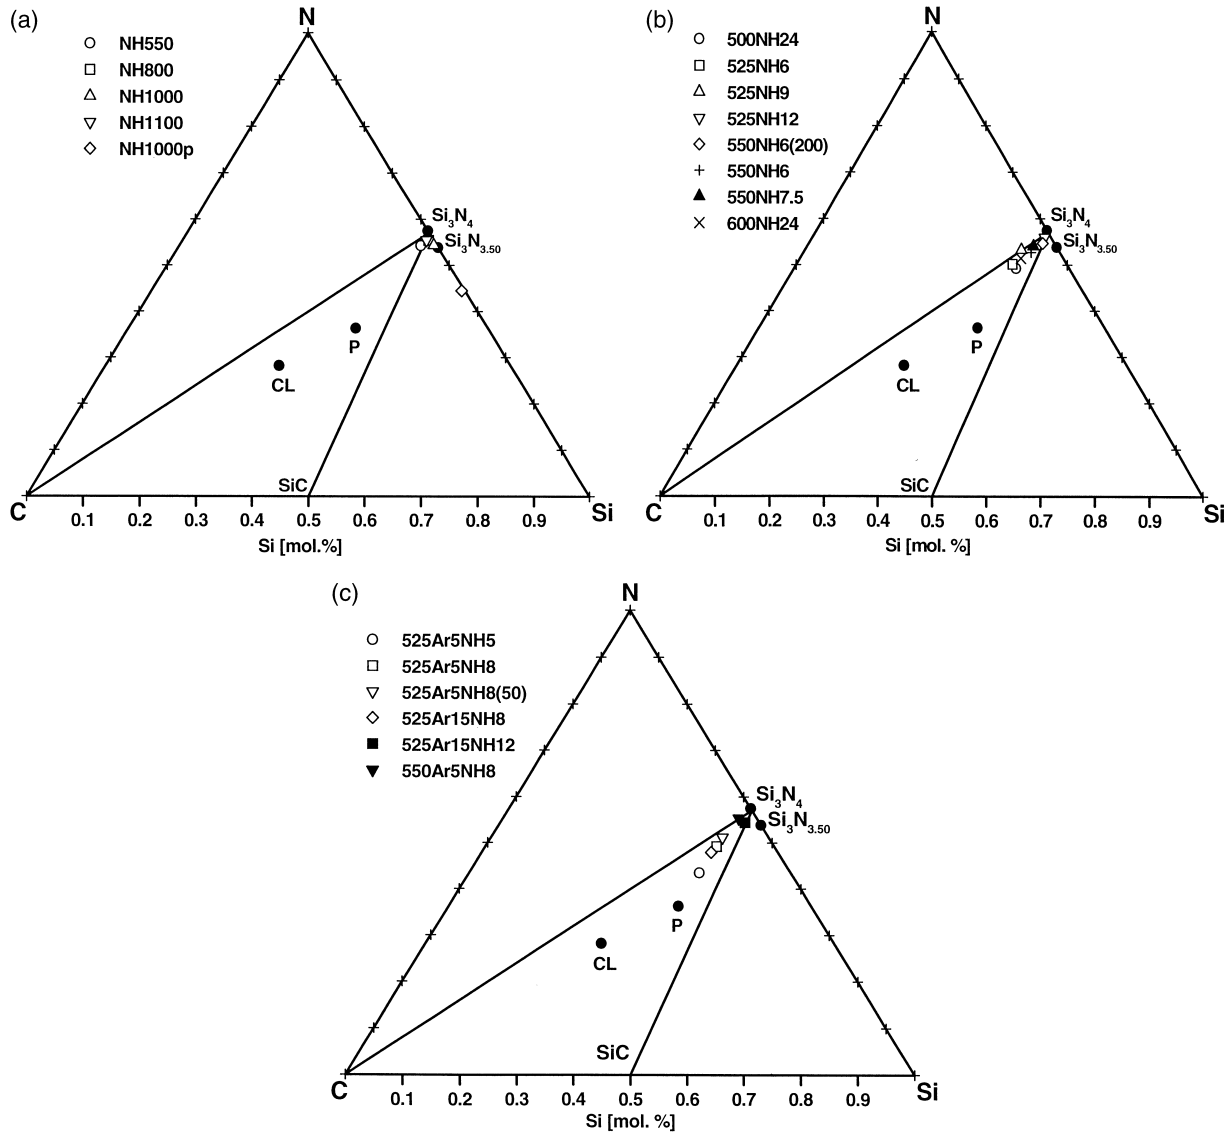 (a)
N
NH550
NH800
NH1000
NH1100
NH1000p
Si3N4
Si3N3.50
P
CL
SiC
C
Si
0.1 0.2 0.3 0.4 0.5 0.6 0.7 0.8 0.9
Si [mol.%]
(b)
N
500NH24
525NH6
525NH9
525NH12
550NH6(200)
550NH6
550NH7.5
600NH24
Si3N4
Si3N3.50
P
CL
SiC
C
Si
0.1 0.2 0.3 0.4 0.5 0.6 0.7 0.8 0.9
Si [mol.%]
(c)
N
525Ar5NH5
525Ar5NH8
525Ar5NH8(50)
525Ar15NH8
525Ar15NH12
550Ar5NH8
Si3N4
Si3N3.50
P
CL
SiC
C
Si
0.1 0.2 0.3 0.4 0.5 0.6 0.7 0.8 0.9
Si [mol. %]